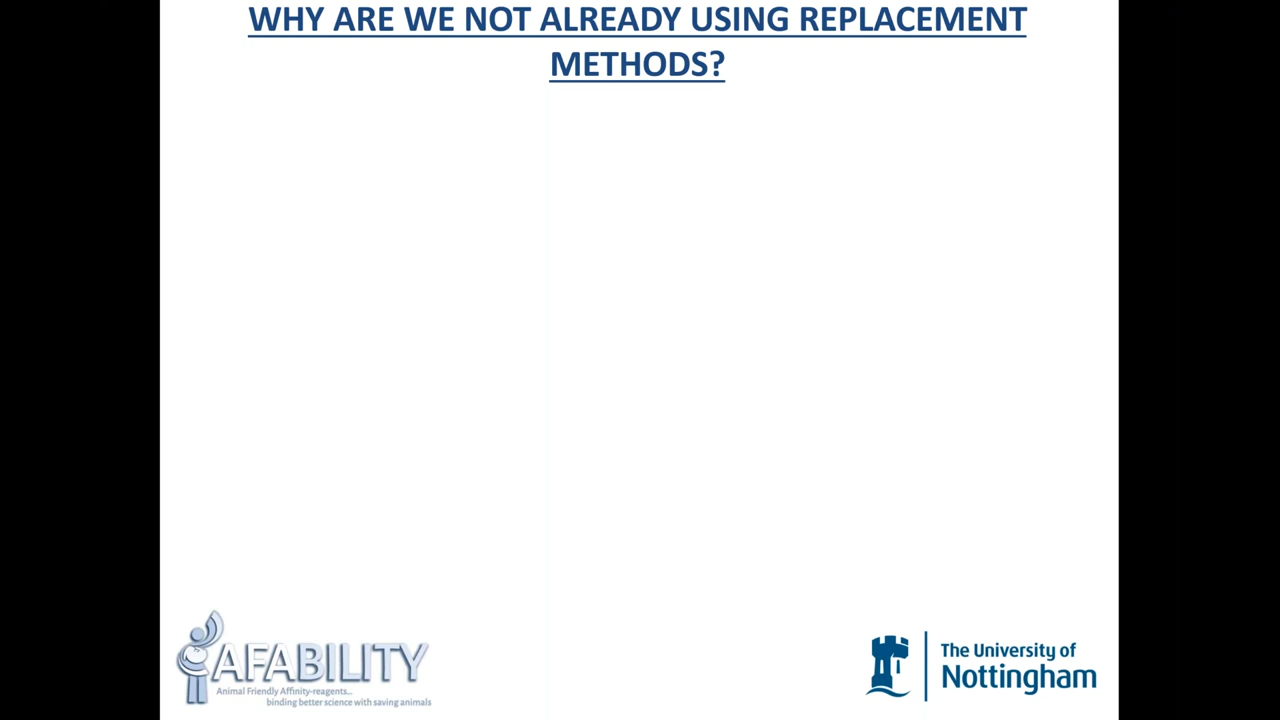 WHY ARE WE NOT ALREADY USING REPLACEMENT
METHODS?
AFABILITY
Animal Friendly Affinity-reagents...
binding better science with saving animals
The University of
Nottingham